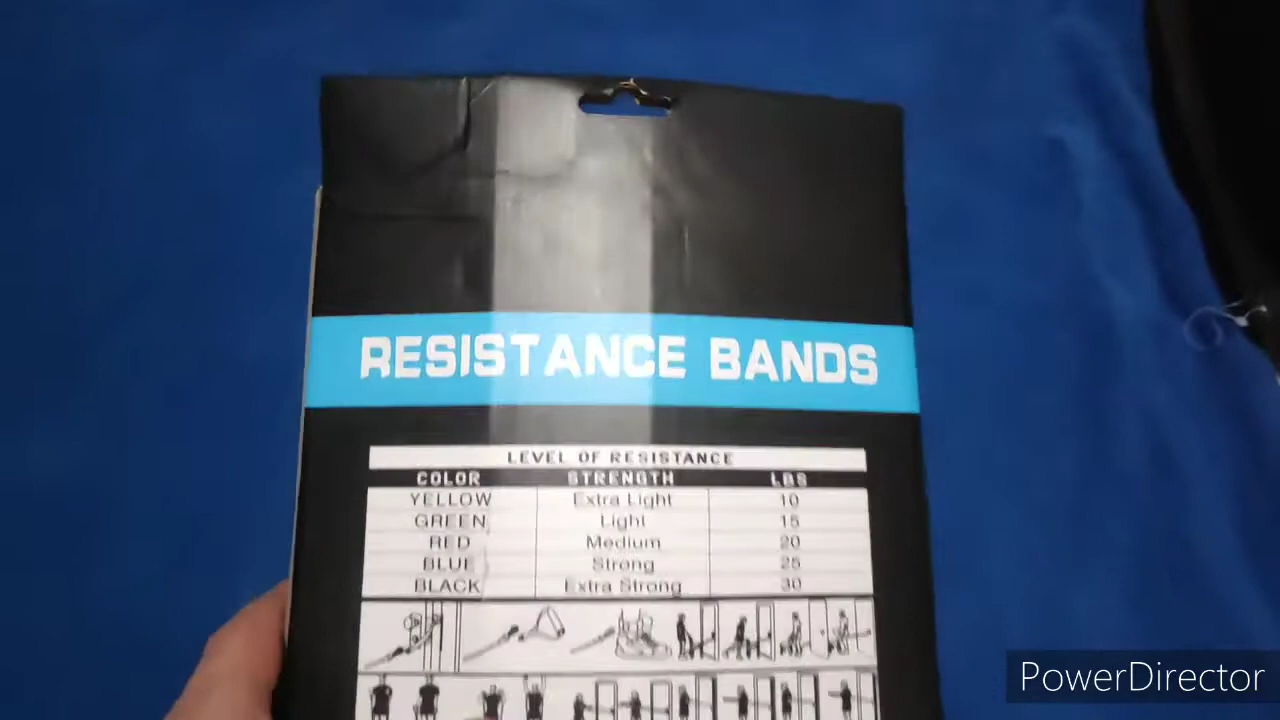 RESISTANCE BANDS
LEVEL OF RESISTANCE
COLOR STRENGTH LBS
YELLOW Extra Light 10
GREEN Light 15
RED Medium 20
BLUE Strong 25
BLACK Extra Strong 30
PowerDirector